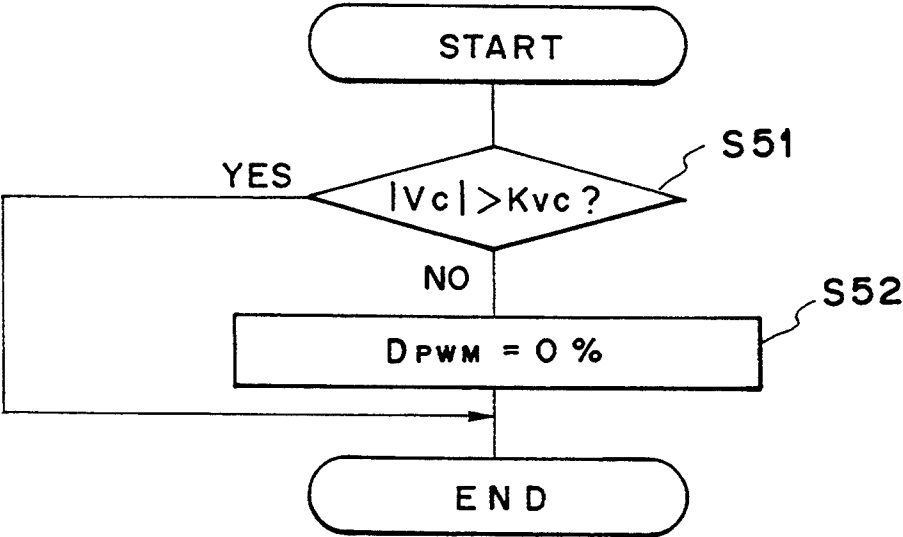 START
S51
YES
|Vc|>Kvc?
NO
S52
DPWM = 0 %
END